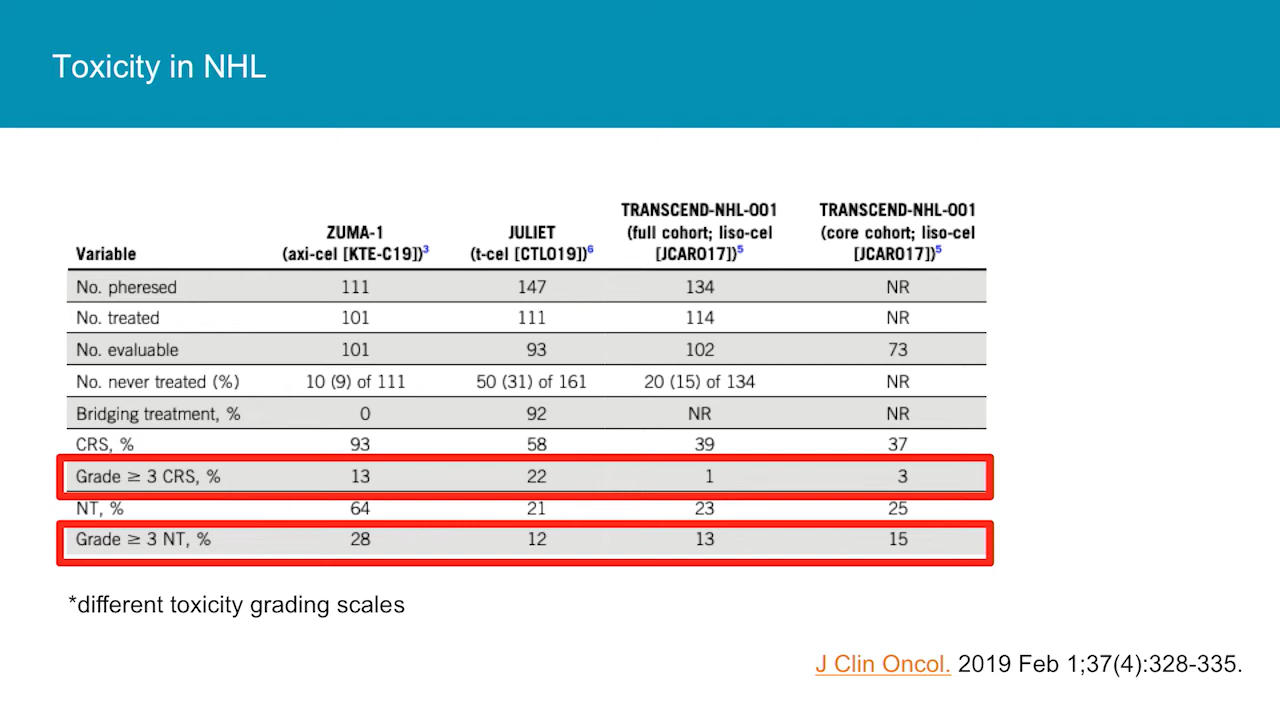 Toxicity in NHL
Variable ZUMA-1 (axi-cel [KTE-C19])3 JULIET (t-cel [CTL019])6 TRANSCEND-NHL-001 (full cohort; liso-cel [JCAR017])5 TRANSCEND-NHL-001 (core cohort; liso-cel [JCAR017])5
No. pheresed 111 147 134 NR
No. treated 101 111 114 NR
No. evaluable 101 93 102 73
No. never treated (%) 10 (9) of 111 50 (31) of 161 20 (15) of 134 NR
Bridging treatment, % 0 92 NR NR
CRS, % 93 58 39 37
Grade ≥ 3 CRS, % 13 22 1 3
NT, % 64 21 23 25
Grade ≥ 3 NT, % 28 12 13 15
*different toxicity grading scales
J Clin Oncol. 2019 Feb 1;37(4):328-335.